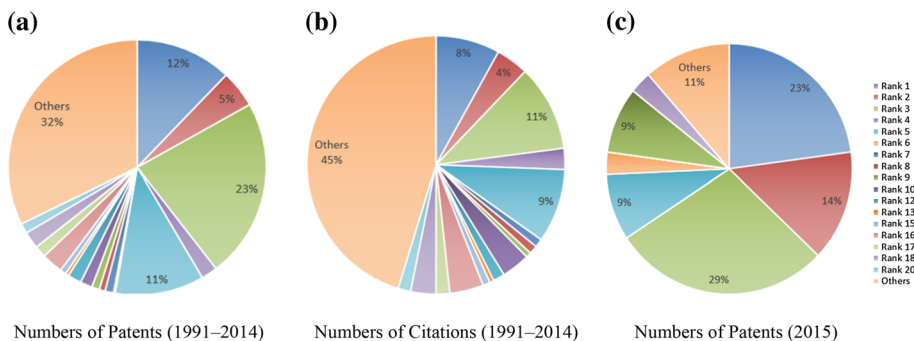 (a)
12%
5%
23%
11%
Others
32%
Numbers of Patents (1991–2014)
(b)
8%
4%
11%
9%
Others
45%
Numbers of Citations (1991–2014)
(c)
23%
14%
29%
9%
9%
Others
11%
Numbers of Patents (2015)
Rank 1
Rank 2
Rank 3
Rank 4
Rank 5
Rank 6
Rank 7
Rank 8
Rank 9
Rank 10
Rank 12
Rank 13
Rank 15
Rank 16
Rank 17
Rank 18
Rank 20
Others